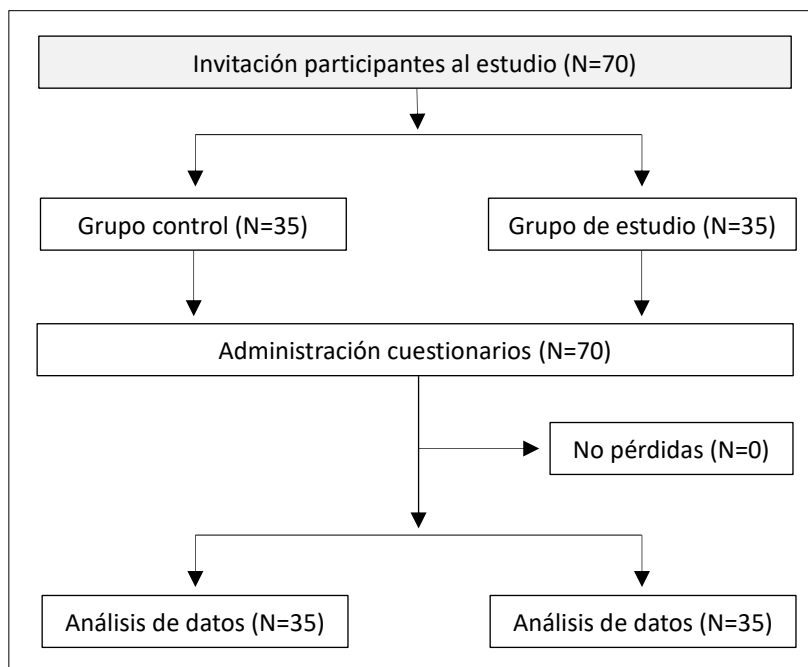 Invitación participantes al estudio (N=70)
Grupo control (N=35)
Grupo de estudio (N=35)
Administración cuestionarios (N=70)
No pérdidas (N=0)
Análisis de datos (N=35)
Análisis de datos (N=35)